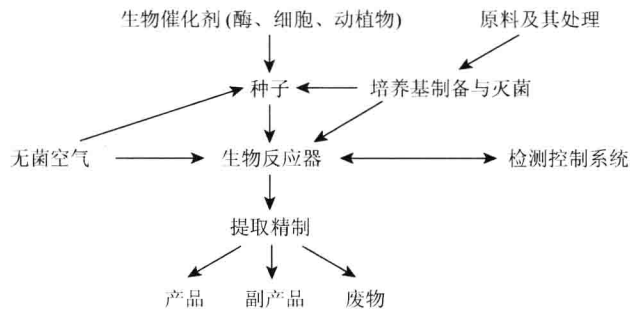 生物催化剂(酶、细胞、动植物) 原料及其处理
种子 培养基制备与灭菌
无菌空气 生物反应器 检测控制系统
提取精制
产品 副产品 废物